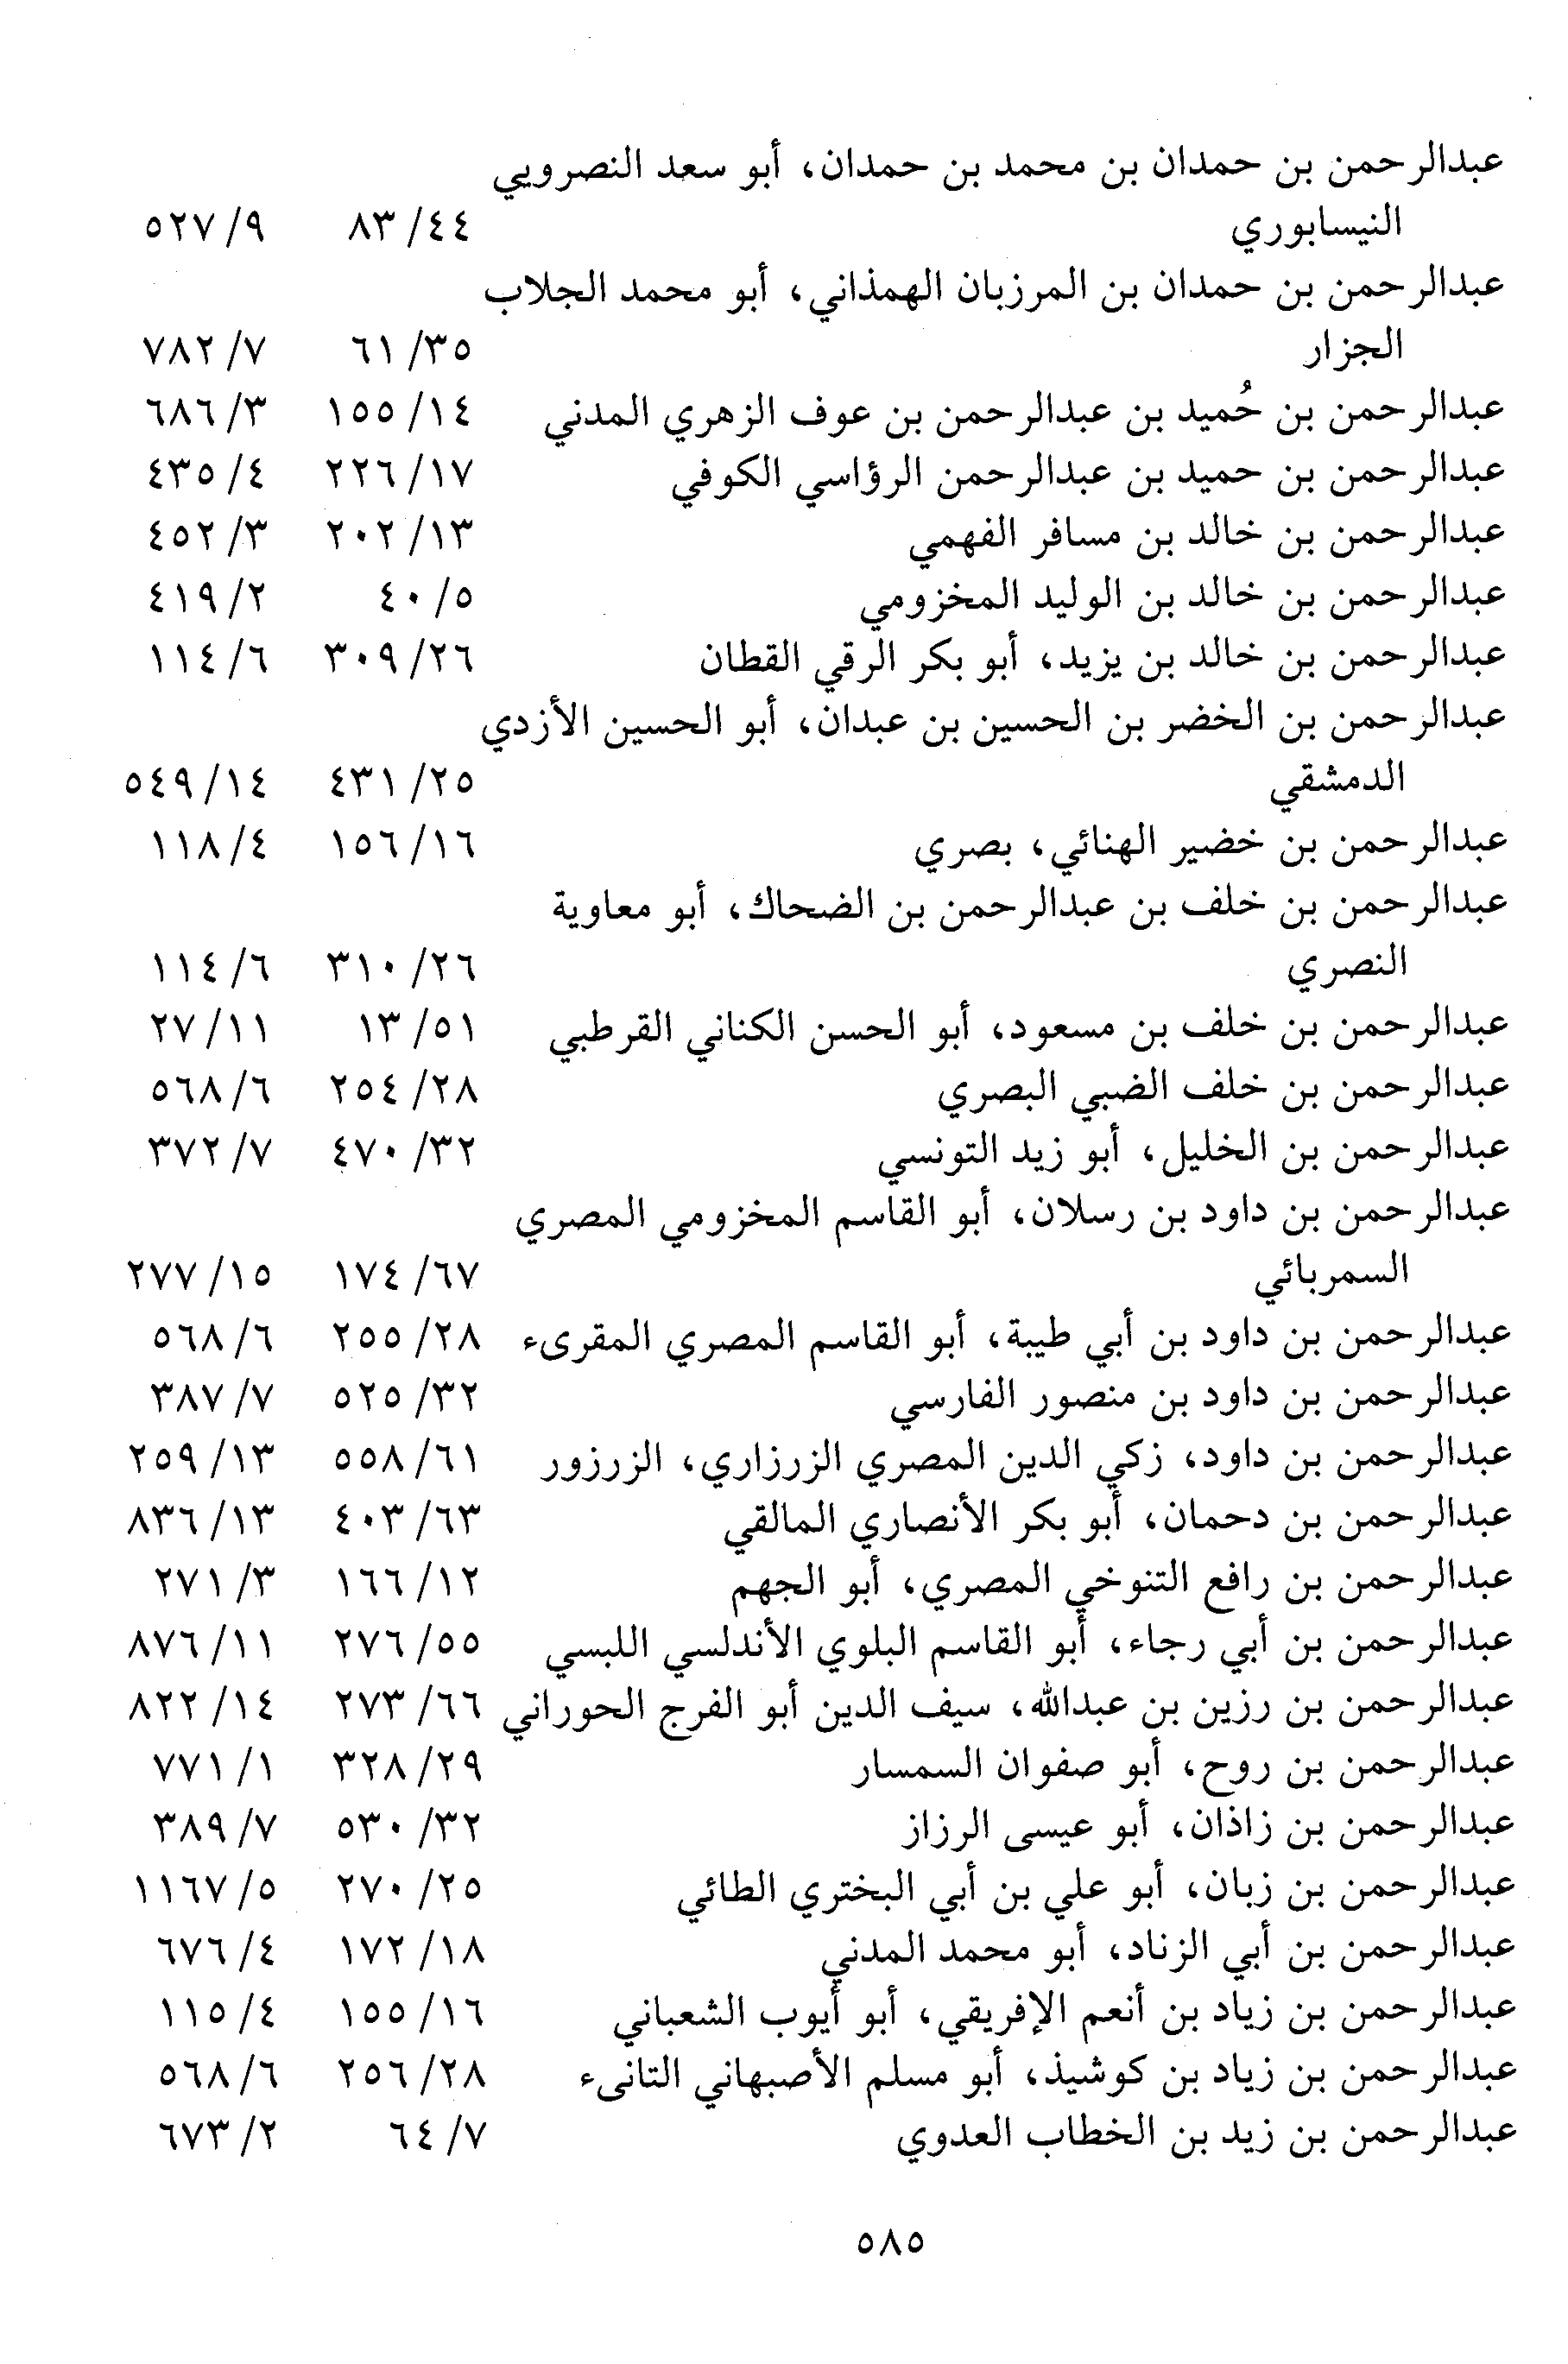 عبدالرحمن بن حمدان بن محمد بن حمدان، أبو سعد النصرويي
النيسابوري ٤٤/ ٨٣ ٩/ ٥٢٧
عبدالرحمن بن حمدان بن المرزبان الهمذاني، أبو محمد الجلاب
الجزار ٣٥/ ٦١ ٧/ ٧٨٢
عبدالرحمن بن حُميد بن عبدالرحمن بن عوف الزهري المدني ١٤/ ١٥٥ ٣/ ٦٨٦
عبدالرحمن بن حميد بن عبدالرحمن الرؤاسي الكوفي ١٧/ ٢٢٦ ٤/ ٤٣٥
عبدالرحمن بن خالد بن مسافر الفهمي ١٣/ ٢٠٢ ٣/ ٤٥٢
عبدالرحمن بن خالد بن الوليد المخزومي ٥/ ٤٠ ٢/ ٤١٩
عبدالرحمن بن خالد بن يزيد، أبو بكر الرقي القطان ٢٦/ ٣٠٩ ٦/ ١١٤
عبدالرحمن بن الخضر بن الحسين بن عبدان، أبو الحسين الأزدي
الدمشقي ٢٥/ ٤٣١ ١٤/ ٥٤٩
عبدالرحمن بن خضير الهنائي، بصري ١٦/ ١٥٦ ٤/ ١١٨
عبدالرحمن بن خلف بن عبدالرحمن بن الضحاك، أبو معاوية
النصري ٢٦/ ٣١٠ ٦/ ١١٤
عبدالرحمن بن خلف بن مسعود، أبو الحسن الكناني القرطبي ٥١/ ١٣ ١١/ ٢٧
عبدالرحمن بن خلف الضبي البصري ٢٨/ ٢٥٤ ٦/ ٥٦٨
عبدالرحمن بن الخليل، أبو زيد التونسي ٣٢/ ٤٧٠ ٧/ ٣٧٢
عبدالرحمن بن داود بن رسلان، أبو القاسم المخزومي المصري
السمربائي ٦٧/ ١٧٤ ١٥/ ٢٧٧
عبدالرحمن بن داود بن أبي طيبة، أبو القاسم المصري المقرىء ٢٨/ ٢٥٥ ٦/ ٥٦٨
عبدالرحمن بن داود بن منصور الفارسي ٣٢/ ٥٢٥ ٧/ ٣٨٧
عبدالرحمن بن داود، زكي الدين المصري الزرزاري، الزرزور ٦١/ ٥٥٨ ١٣/ ٢٥٩
عبدالرحمن بن دحمان، أبو بكر الأنصاري المالقي ٦٣/ ٤٠٣ ١٣/ ٨٣٦
عبدالرحمن بن رافع التنوخي المصري، أبو الجهم ١٢/ ١٦٦ ٣/ ٢٧١
عبدالرحمن بن أبي رجاء، أبو القاسم البلوي الأندلسي اللبسي ٥٥/ ٢٧٦ ١١/ ٨٧٦
عبدالرحمن بن رزين بن عبدالله، سيف الدين أبو الفرج الحوراني ٦٦/ ٢٧٣ ١٤/ ٨٢٢
عبدالرحمن بن روح، أبو صفوان السمسار ٢٩/ ٣٢٨ ١/ ٧٧١
عبدالرحمن بن زاذان، أبو عيسى الرزاز ٣٢/ ٥٣٠ ٧/ ٣٨٩
عبدالرحمن بن زبان، أبو علي بن أبي البختري الطائي ٢٥/ ٢٧٠ ٥/ ١١٦٧
عبدالرحمن بن أبي الزناد، أبو محمد المدني ١٨/ ١٧٢ ٤/ ٦٧٦
عبدالرحمن بن زياد بن أنعم الإفريقي، أبو أيوب الشعباني ١٦/ ١٥٥ ٤/ ١١٥
عبدالرحمن بن زياد بن كوشيذ، أبو مسلم الأصبهاني التانىء ٢٨/ ٢٥٦ ٦/ ٥٦٨
عبدالرحمن بن زيد بن الخطاب العدوي ٧/ ٦٤ ٢/ ٦٧٣
٥٨٥